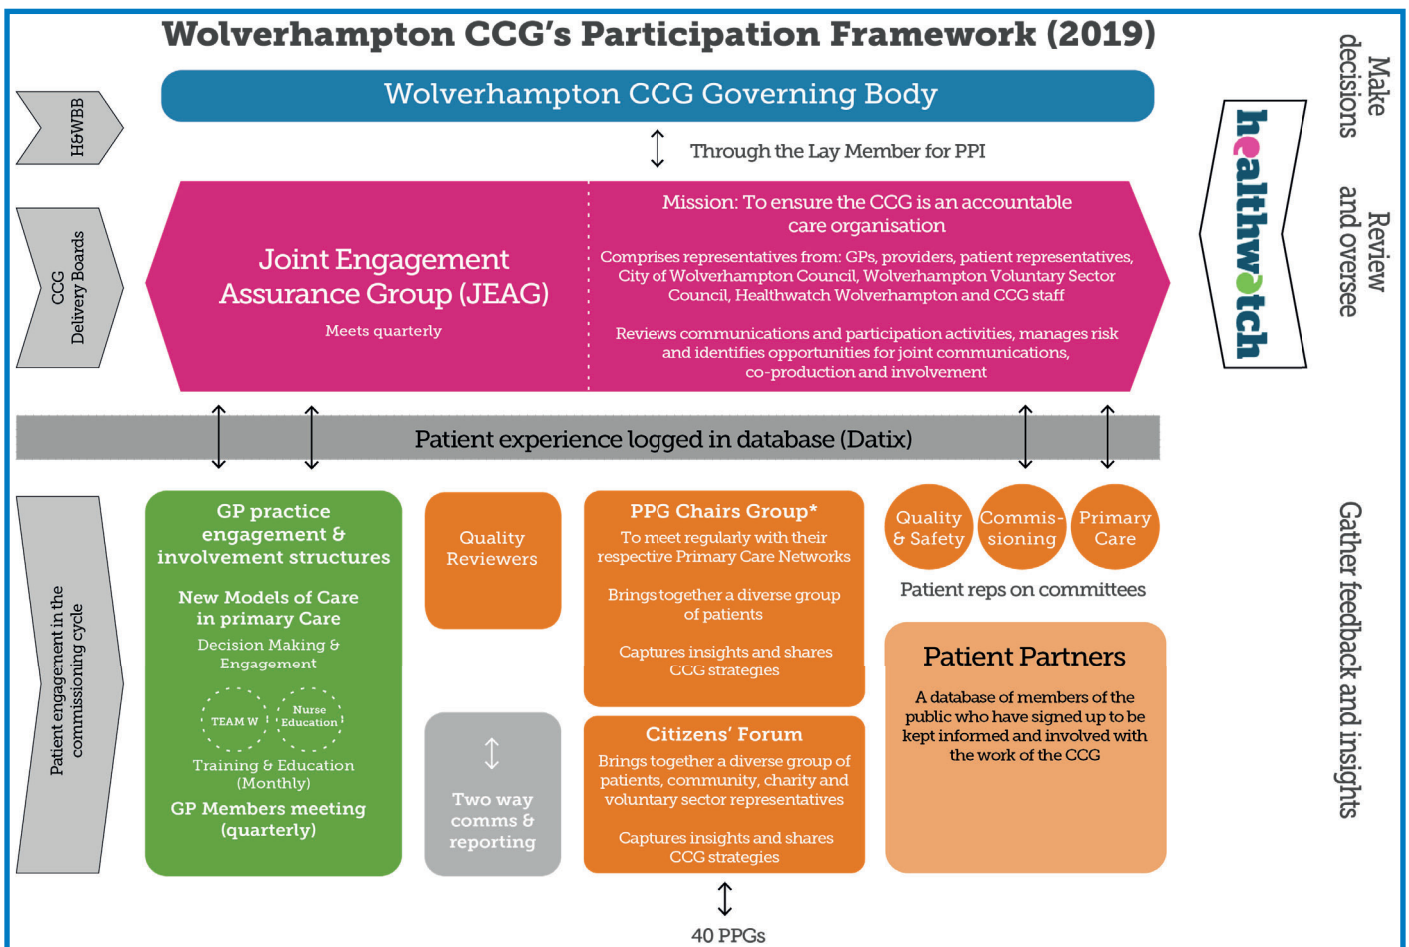 Wolverhampton CCG's Participation Framework (2019)
Make
decisions
H&WBB
Wolverhampton CCG Governing Body
Through the Lay Member for PPI
healthwatch
Review
and oversee
CCG
Delivery Boards
Joint Engagement
Assurance Group (JEAG)
Meets quarterly
Mission: To ensure the CCG is an accountable
care organisation
Comprises representatives from: GPs, providers, patient representatives,
City of Wolverhampton Council, Wolverhampton Voluntary Sector
Council, Healthwatch Wolverhampton and CCG staff
Reviews communications and participation activities, manages risk
and identifies opportunities for joint communications,
co-production and involvement
Patient experience logged in database (Datix)
Patient engagement in the
commissioning cycle
GP practice
engagement &
involvement structures
New Models of Care
in primary Care
Decision Making &
Engagement
TEAM W
Nurse
Education
Training & Education
(Monthly)
GP Members meeting
(quarterly)
Quality
Reviewers
Two way
comms &
reporting
PPG Chairs Group*
To meet regularly with their
respective Primary Care Networks
Brings together a diverse group
of patients
Captures insights and shares
CCG strategies
Citizens' Forum
Brings together a diverse group of
patients, community, charity and
voluntary sector representatives
Captures insights and shares
CCG strategies
40 PPGs
Quality
& Safety
Commis-
sioning
Primary
Care
Patient reps on committees
Patient Partners
A database of members of the
public who have signed up to be
kept informed and involved with
the work of the CCG
Gather feedback and insights